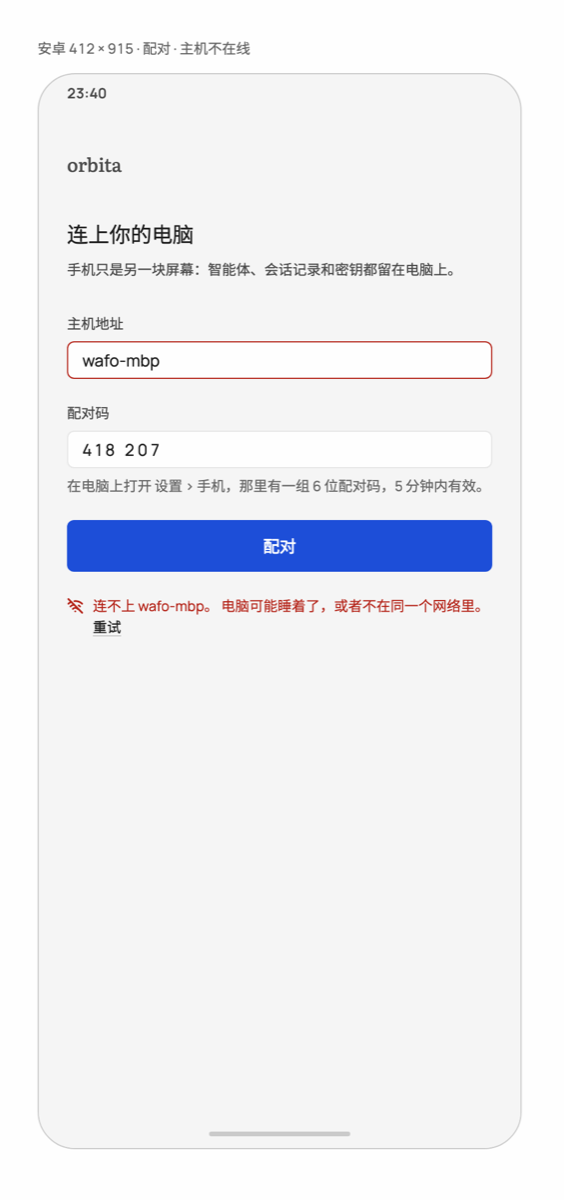 安卓 412 × 915 · 配对 · 主机不在线
23:40
orbita
连上你的电脑
手机只是另一块屏幕：智能体、会话记录和密钥都留在电脑上。
主机地址
wafo-mbp
配对码
418 207
在电脑上打开 设置 › 手机，那里有一组 6 位配对码，5 分钟内有效。
配对
连不上 wafo-mbp。 电脑可能睡着了，或者不在同一个网络里。
重试